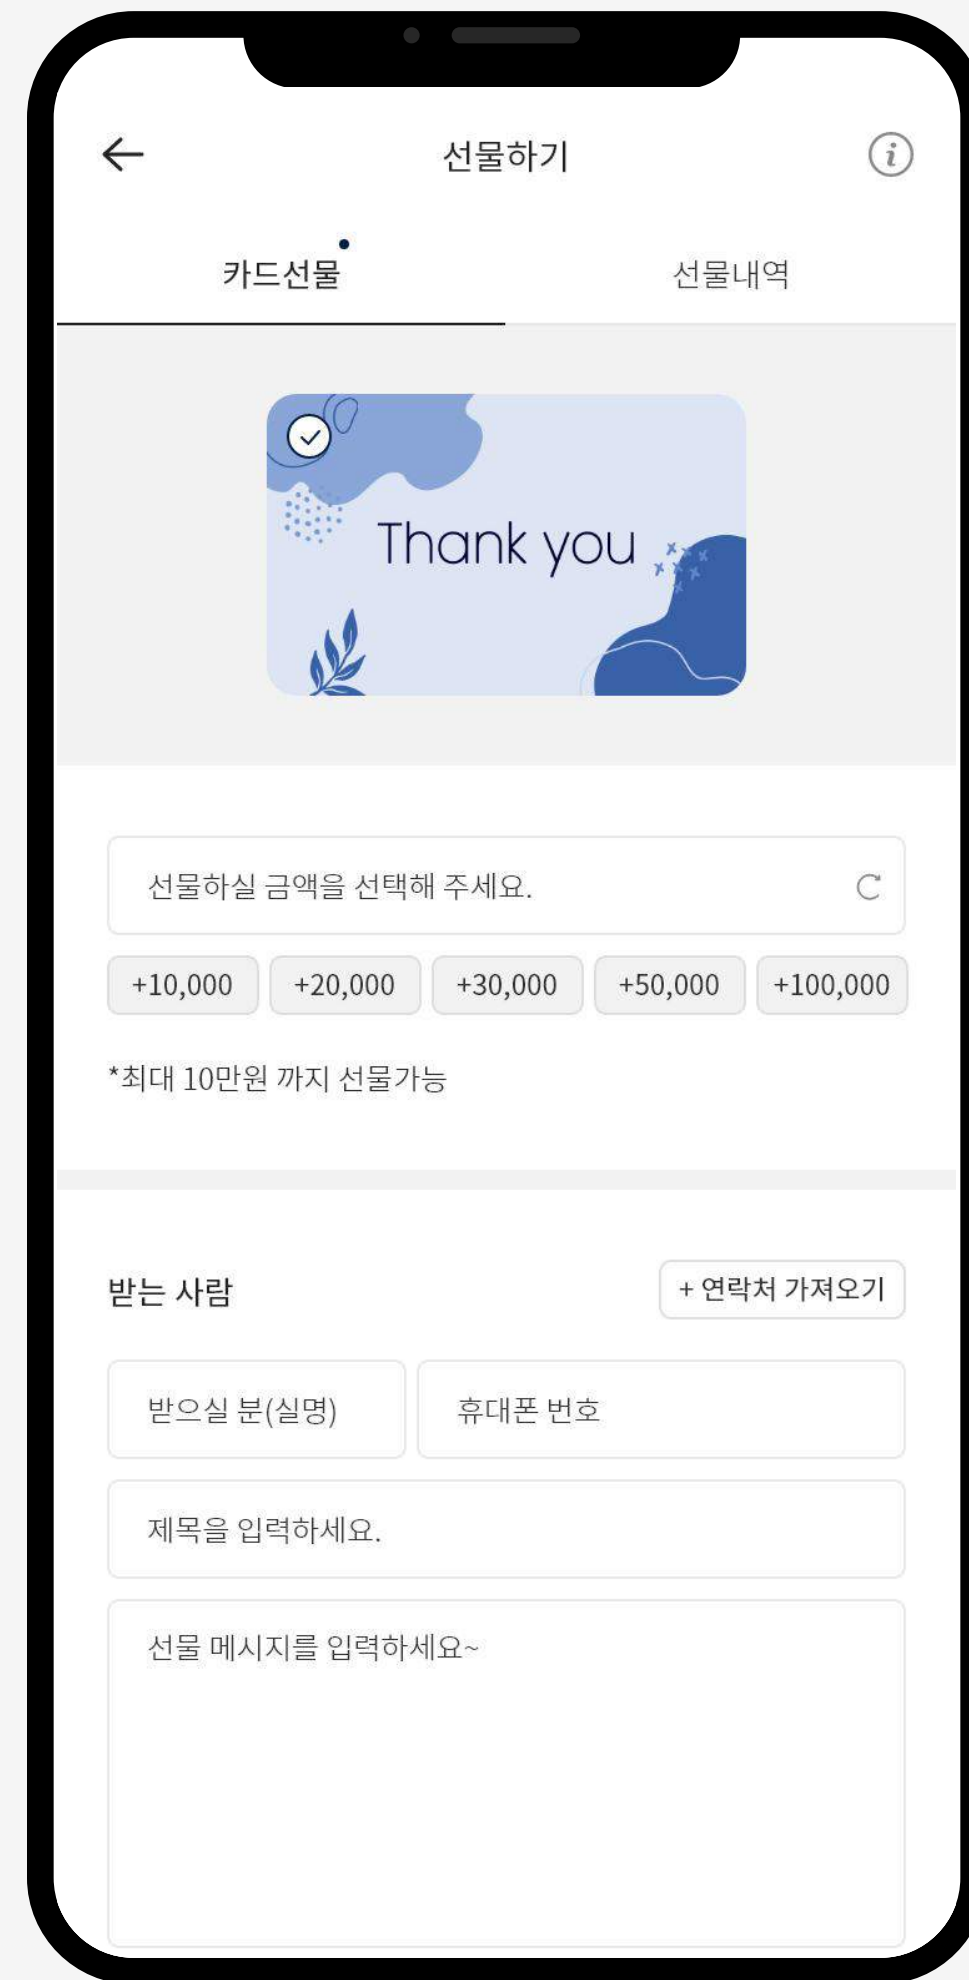 선물하기
카드선물
선물내역
Thank you
선물하실 금액을 선택해 주세요.
+10,000
+20,000
+30,000
+50,000
+100,000
*최대 10만원 까지 선물가능
받는 사람
+ 연락처 가져오기
받으실 분(실명)
휴대폰 번호
제목을 입력하세요.
선물 메시지를 입력하세요~